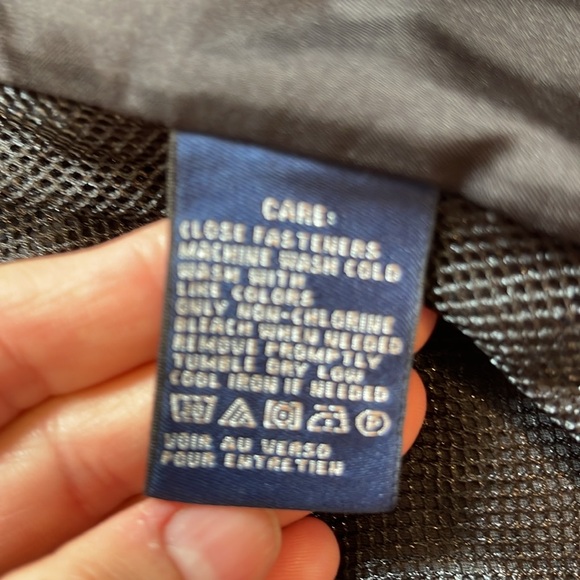 CARE:
CLOSE FASTENERS
MACHINE WASH COLD
WASH WITH
LIKE COLORS
ONLY NON-CHLORINE
BLEACH WHEN NEEDED
REMOVE PROMPTLY
TUMBLE DRY LOW
COOL IRON IF NEEDED
P
VOIR AU VERSO
POUR ENTRETIEN